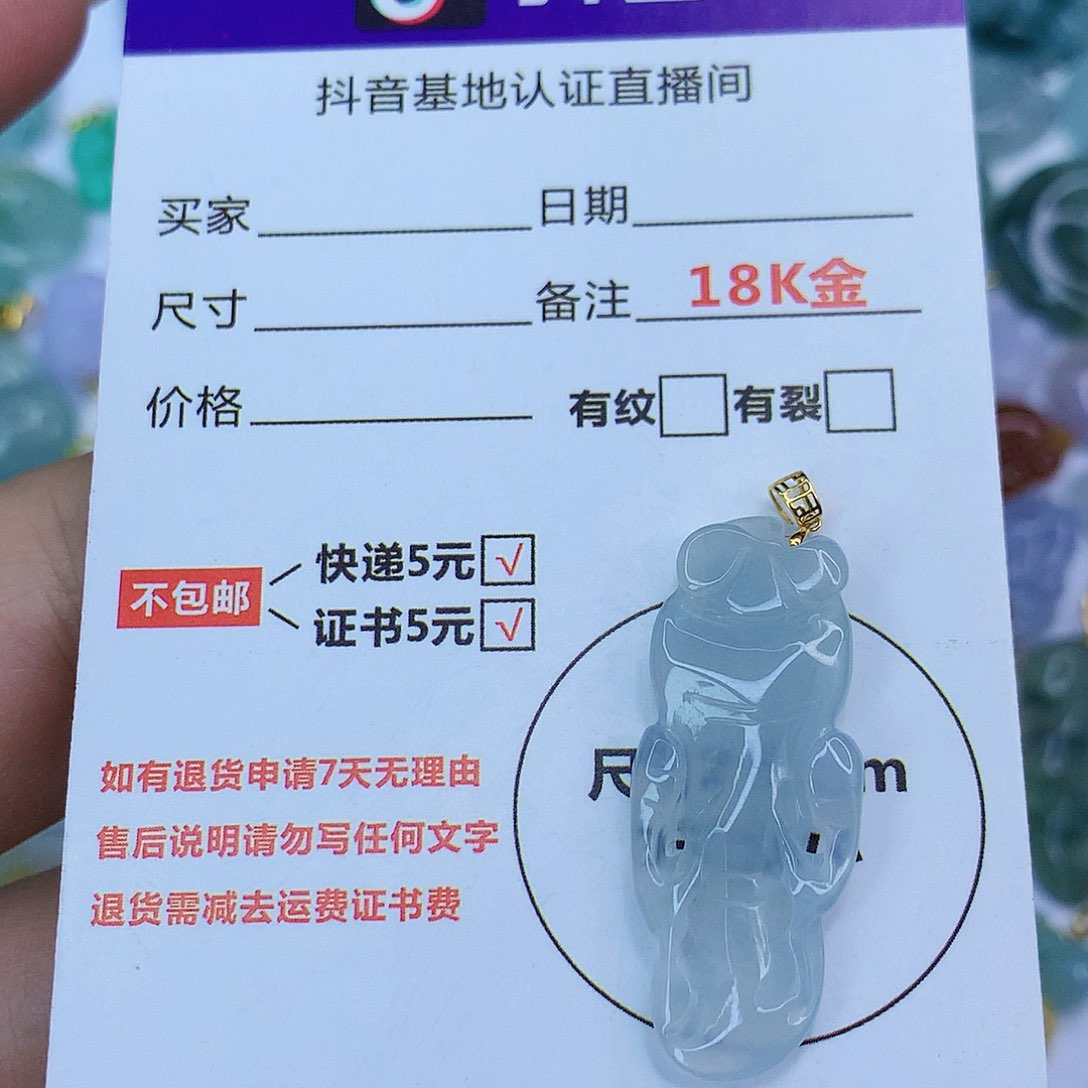 抖音基地认证直播间
买家 日期
尺寸 备注 18K金
价格 有纹 有裂
不包邮
快递5元 √
证书5元 √
尺 m
如有退货申请7天无理由
售后说明请勿写任何文字
退货需减去运费证书费